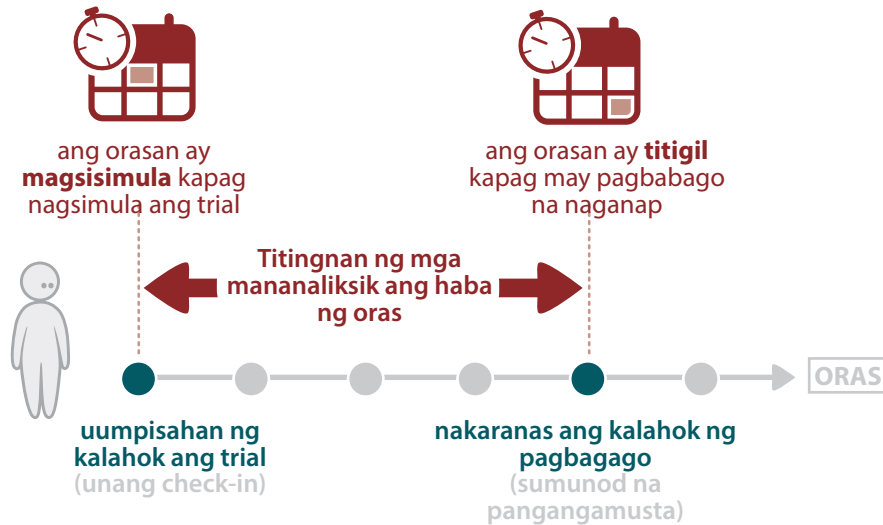 ang orasan ay
magsisimula kapag
nagsimula ang trial
ang orasan ay titigil
kapag may pagbabago
na naganap
Titingnan ng mga
mananaliksik ang haba
ng oras
ORAS
uumpisahan ng
kalahok ang trial
(unang check-in)
nakaranas ang kalahok ng
pagbagago
(sumunod na
pangangamusta)